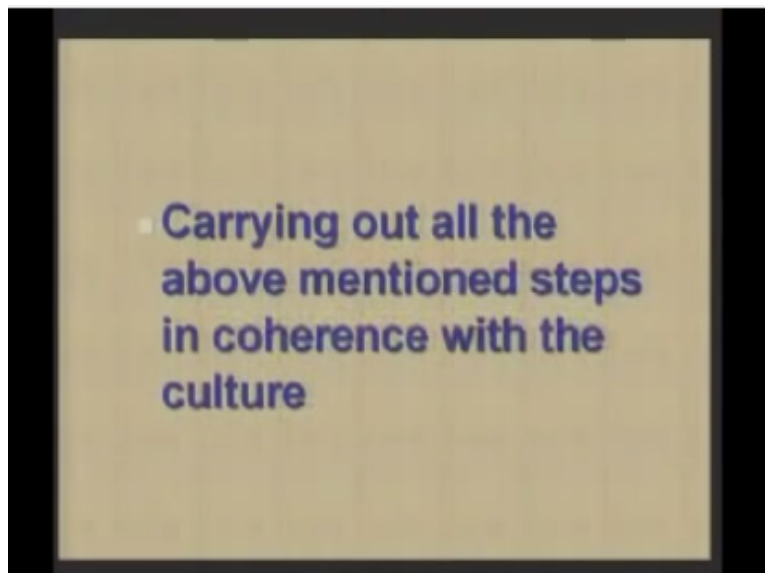 Carrying out all the
above mentioned steps
in coherence with the
culture